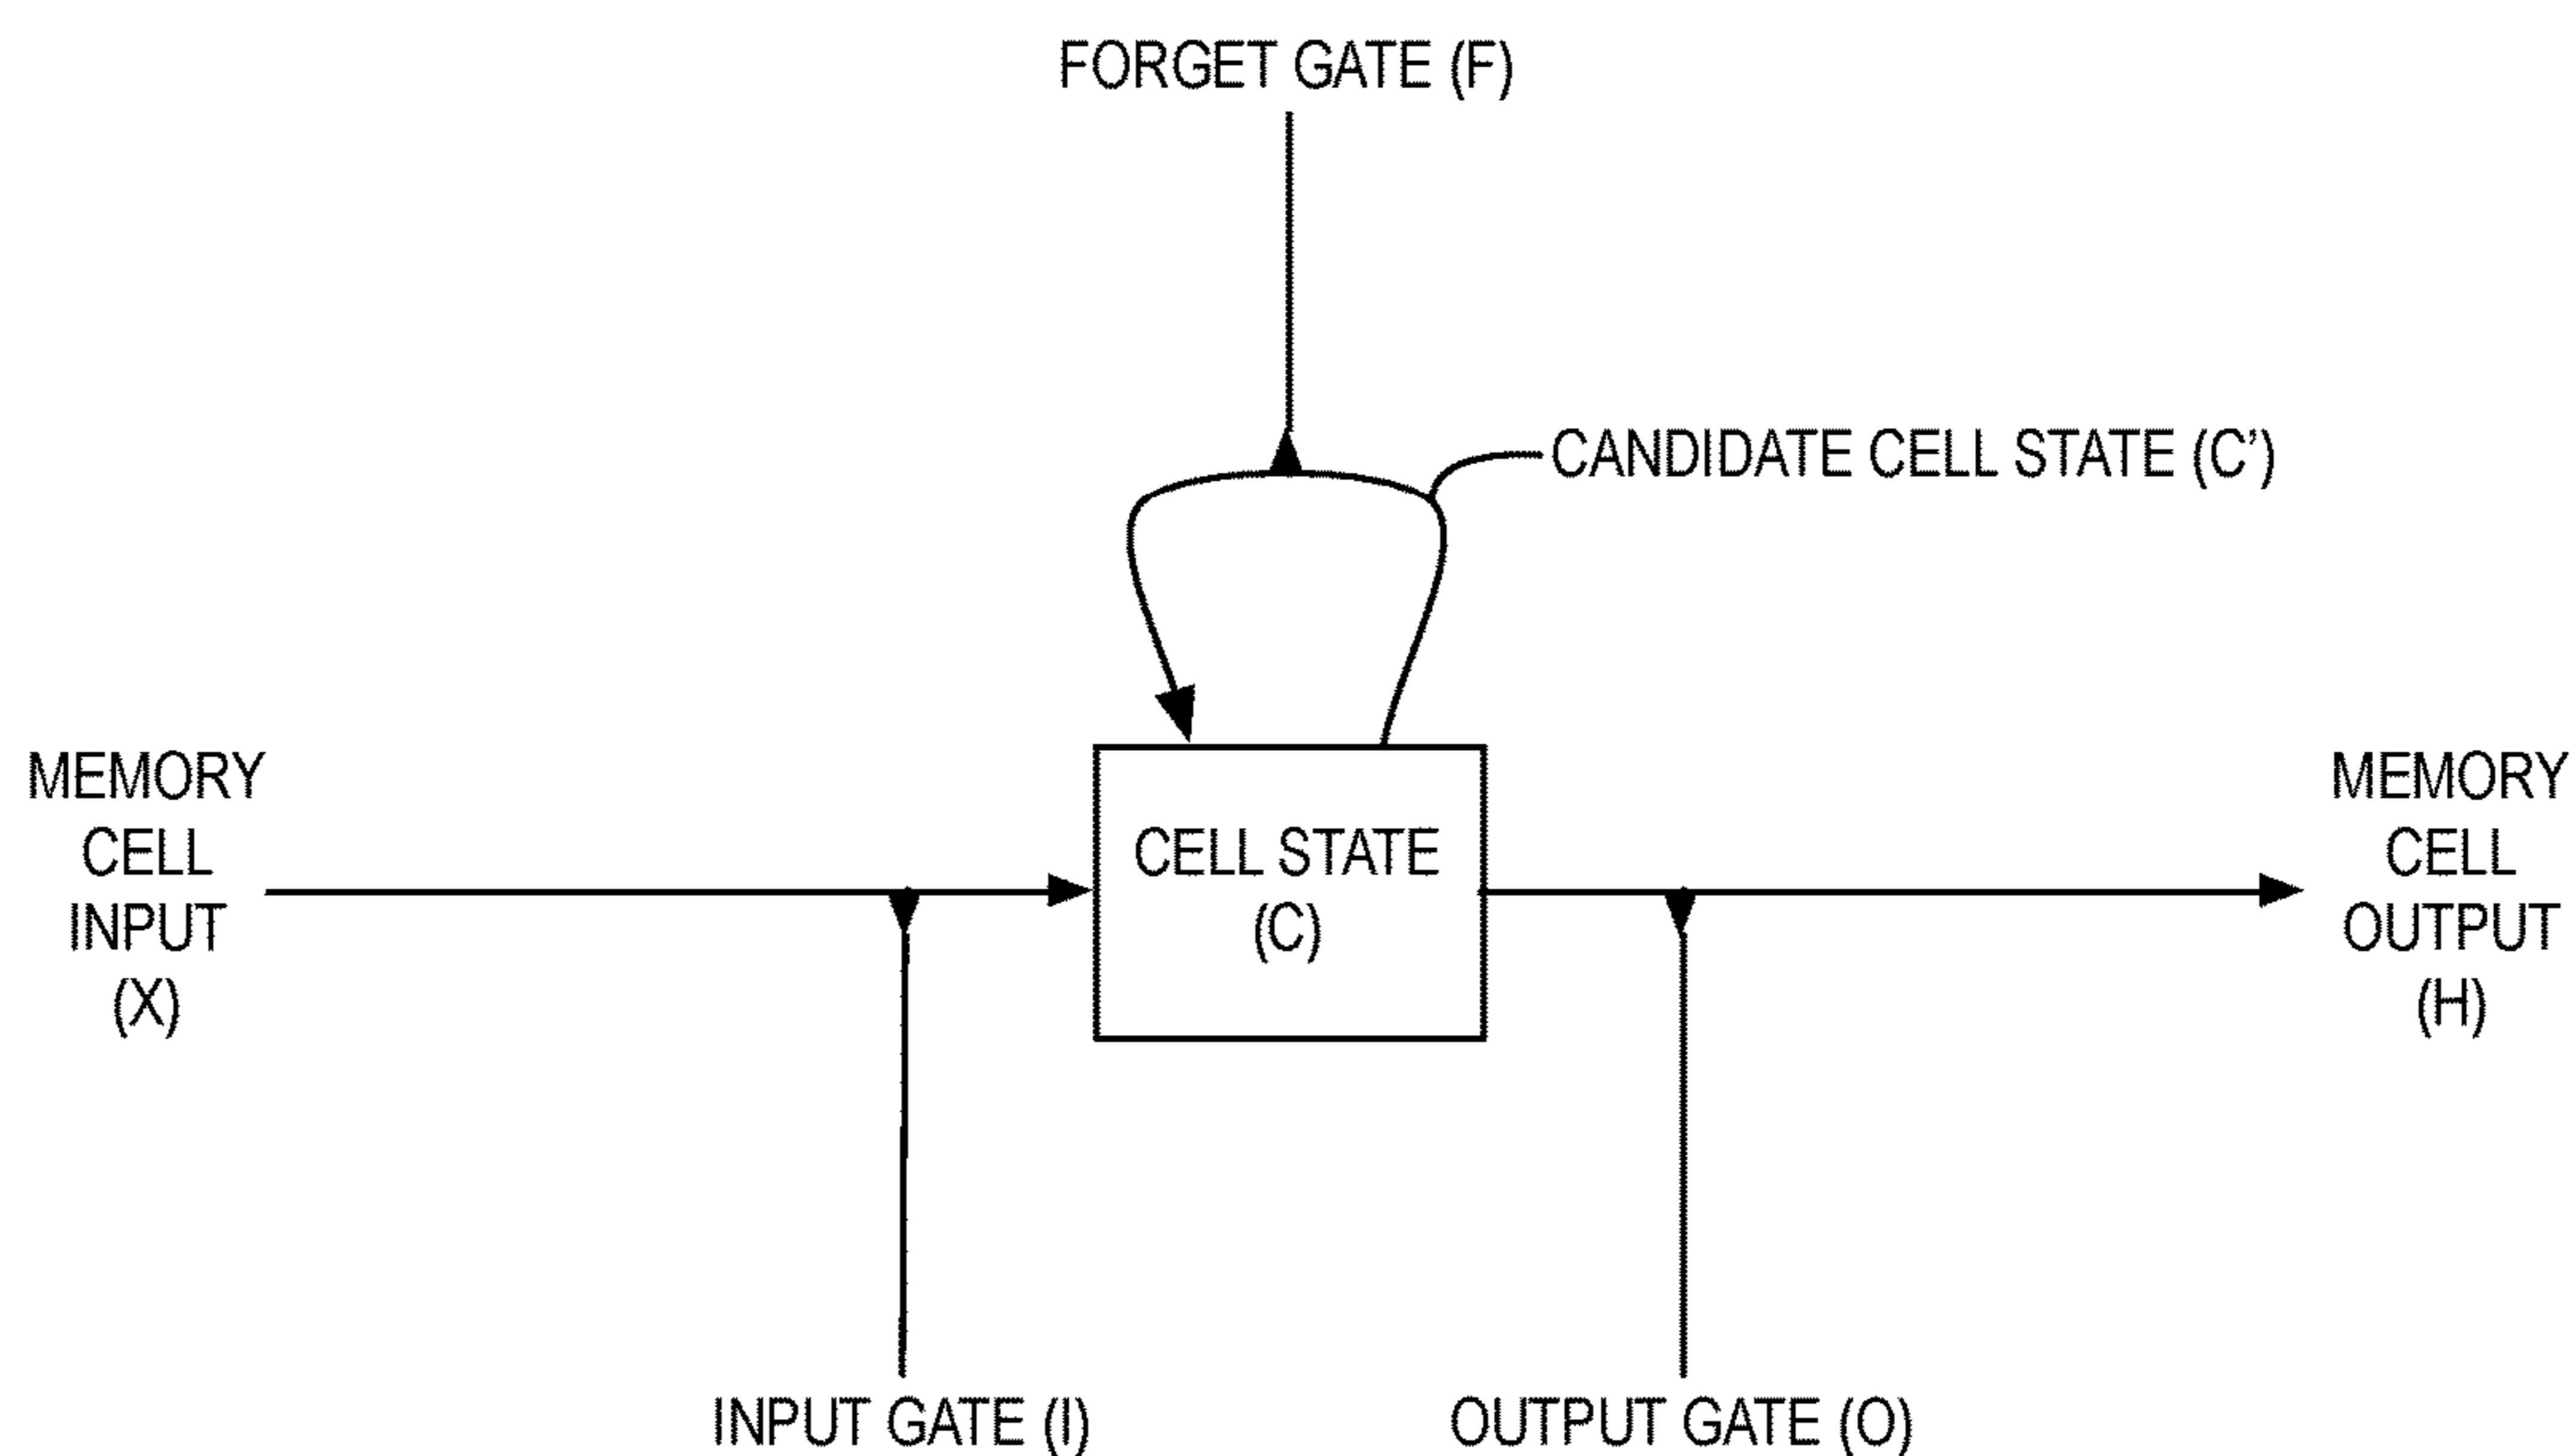 FORGET GATE (F)
CANDIDATE CELL STATE (C’)
MEMORY
CELL
INPUT
(X)
CELL STATE
(C)
MEMORY
CELL
OUTPUT
(H)
INPUT GATE (I)
OUTPUT GATE (O)